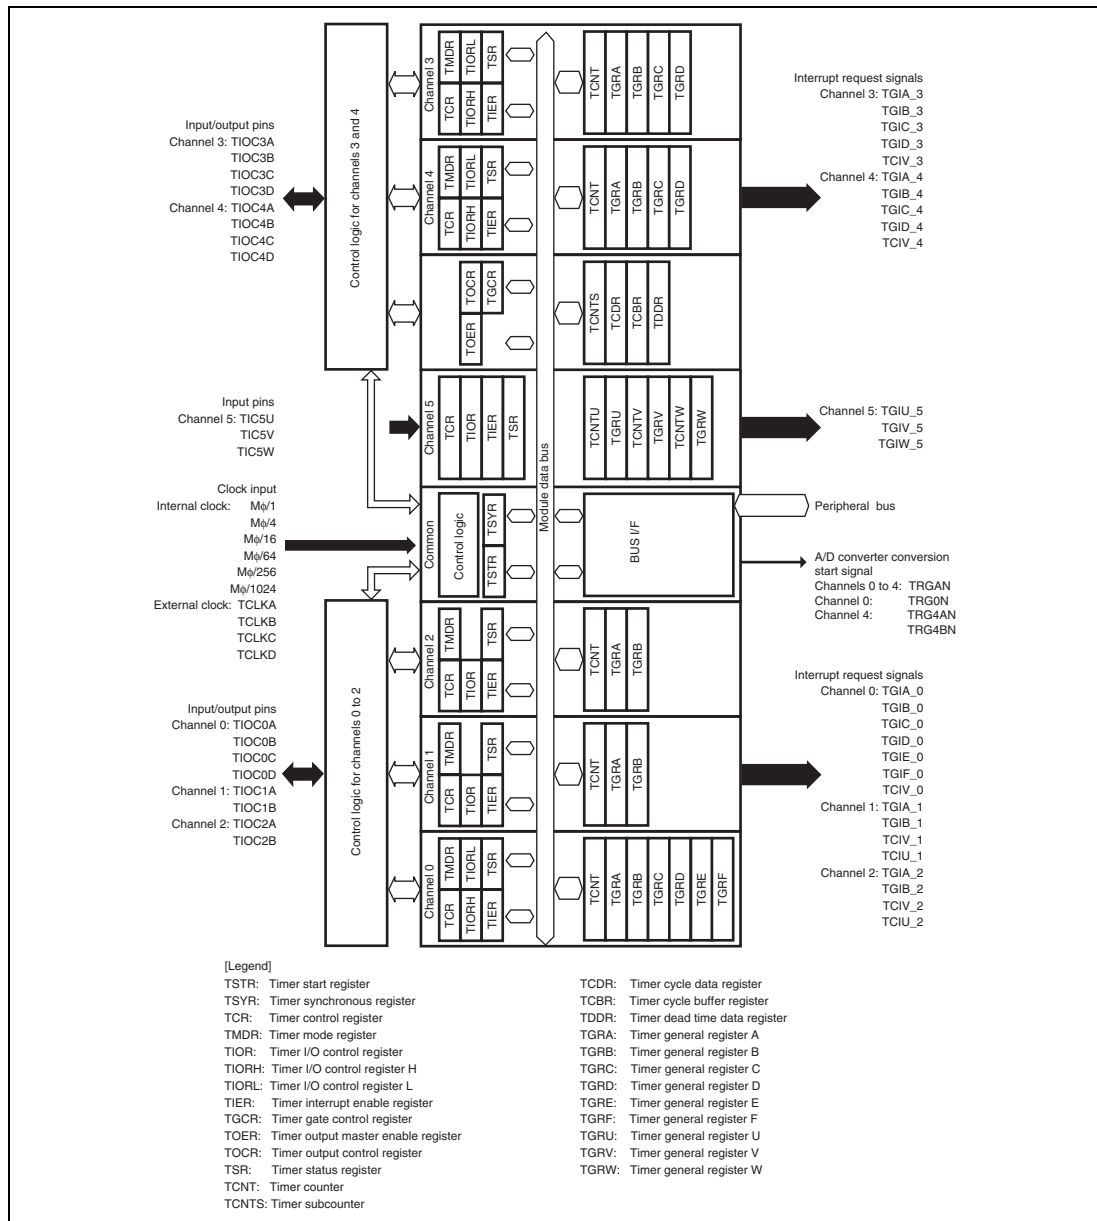 Input/output pins
Channel 3: TIOC3A
TIOC3B
TIOC3C
TIOC3D
Channel 4: TIOC4A
TIOC4B
TIOC4C
TIOC4D
Input pins
Channel 5: TIC5U
TIC5V
TIC5W
Clock input
Internal clock: Mφ/1
Mφ/4
Mφ/16
Mφ/64
Mφ/256
Mφ/1024
External clock: TCLKA
TCLKB
TCLKC
TCLKD
Input/output pins
Channel 0: TIOC0A
TIOC0B
TIOC0C
TIOC0D
Channel 1: TIOC1A
TIOC1B
Channel 2: TIOC2A
TIOC2B
Control logic for channels 3 and 4
Control logic for channels 0 to 2
Channel 3
TCR
TMDR
TIORH
TIORL
TIER
TSR
TCNT
TGRA
TGRB
TGRC
TGRD
Channel 4
TCR
TMDR
TIORH
TIORL
TIER
TSR
TCNT
TGRA
TGRB
TGRC
TGRD
TOER
TOCR
TGCR
TCNTS
TCDR
TCBR
TDDR
Channel 5
TCR
TIOR
TIER
TSR
TCNTU
TGRU
TCNTV
TGRV
TCNTW
TGRW
Module data bus
Common
Control logic
TSTR
TSYR
BUS I/F
Channel 2
TCR
TMDR
TIOR
TIER
TSR
TCNT
TGRA
TGRB
Channel 1
TCR
TMDR
TIOR
TIER
TSR
TCNT
TGRA
TGRB
Channel 0
TCR
TMDR
TIORH
TIORL
TIER
TSR
TCNT
TGRA
TGRB
TGRC
TGRD
TGRE
TGRF
Interrupt request signals
Channel 3: TGIA_3
TGIB_3
TGIC_3
TGID_3
TCIV_3
Channel 4: TGIA_4
TGIB_4
TGIC_4
TGID_4
TCIV_4
Channel 5: TGIU_5
TGIV_5
TGIW_5
Peripheral bus
A/D converter conversion
start signal
Channels 0 to 4: TRGAN
Channel 0: TRG0N
Channel 4: TRG4AN
TRG4BN
Interrupt request signals
Channel 0: TGIA_0
TGIB_0
TGIC_0
TGID_0
TGIE_0
TGIF_0
TCIV_0
Channel 1: TGIA_1
TGIB_1
TCIV_1
TCIU_1
Channel 2: TGIA_2
TGIB_2
TCIV_2
TCIU_2
[Legend]
TSTR: Timer start register
TSYR: Timer synchronous register
TCR: Timer control register
TMDR: Timer mode register
TIOR: Timer I/O control register
TIORH: Timer I/O control register H
TIORL: Timer I/O control register L
TIER: Timer interrupt enable register
TGCR: Timer gate control register
TOER: Timer output master enable register
TOCR: Timer output control register
TSR: Timer status register
TCNT: Timer counter
TCNTS: Timer subcounter
TCDR: Timer cycle data register
TCBR: Timer cycle buffer register
TDDR: Timer dead time data register
TGRA: Timer general register A
TGRB: Timer general register B
TGRC: Timer general register C
TGRD: Timer general register D
TGRE: Timer general register E
TGRF: Timer general register F
TGRU: Timer general register U
TGRV: Timer general register V
TGRW: Timer general register W